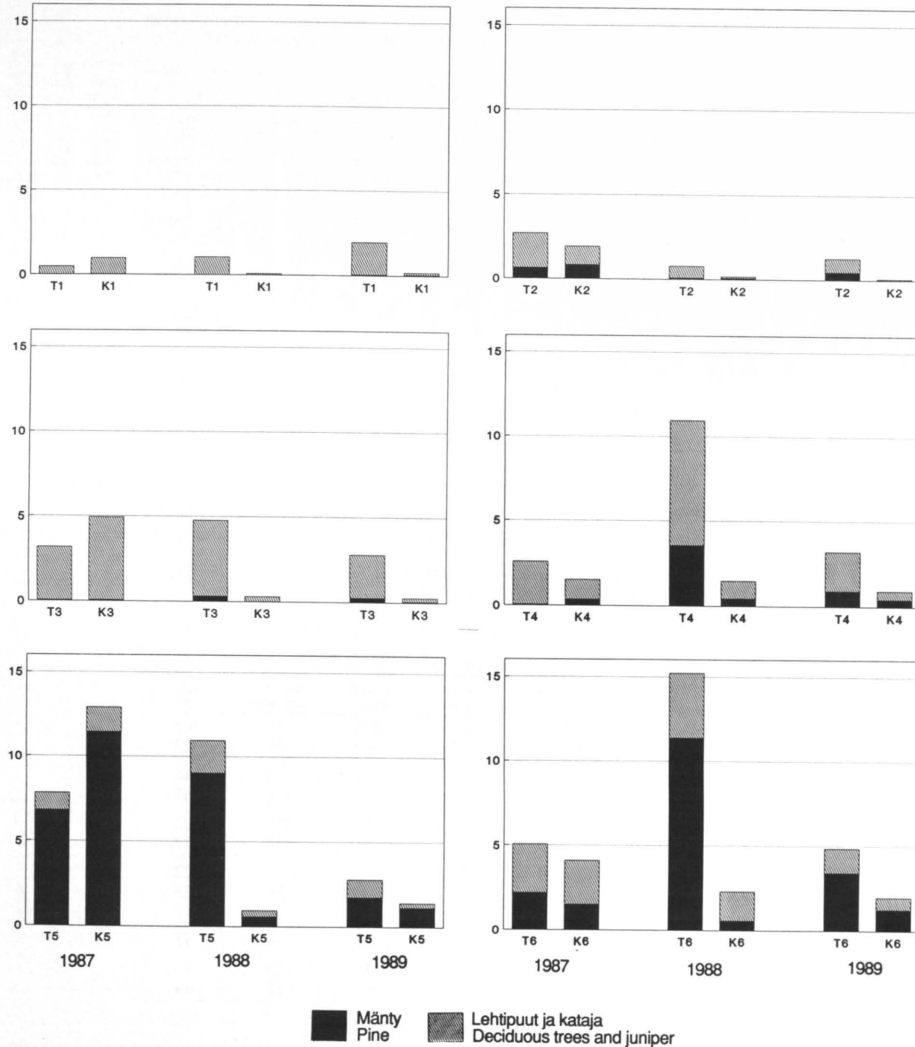 15
10
5
0
T1 K1 T1 K1 T1 K1
15
10
5
0
T2 K2 T2 K2 T2 K2
15
10
5
0
T3 K3 T3 K3 T3 K3
15
10
5
0
T4 K4 T4 K4 T4 K4
15
10
5
0
T5 K5 T5 K5 T5 K5
1987 1988 1989
15
10
5
0
T6 K6 T6 K6 T6 K6
1987 1988 1989
Mänty
Pine
Lehtipuut ja kataja
Deciduous trees and juniper